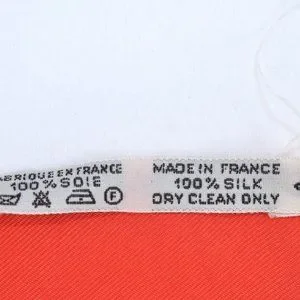 ABRIQUE EN FRANCE
100% SOIE
F
MADE IN FRANCE
100% SILK
DRY CLEAN ONLY